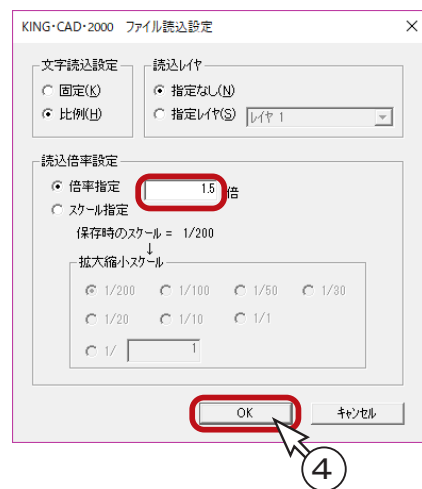 KING・CAD・2000 ファイル読込設定
文字読込設定
固定(K)
比例(H)
読込レイヤ
指定なし(N)
指定レイヤ(S) レイヤ 1
読込倍率設定
倍率指定 1.5 倍
スケール指定
保存時のスケール = 1/200
↓
拡大縮小スケール
1/200 1/100 1/50 1/30
1/20 1/10 1/1
1/ 1
OK キャンセル
④